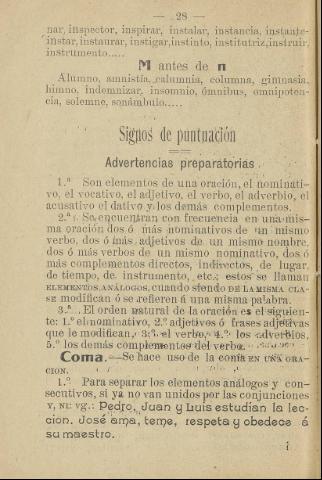 — 28 —
nar, inspector, inspirar, instalar, instancia, instante
instar, instaurar, instigar, instinto, institutriz, instruir,
instrumento.....
M antes de n
Alumno, amnistía, calumnia, columna, gimnasia,
himno, indemnizar, insomnio, ómnibus, omnipoten-
cia, solemne, sonámbulo.....
Signos de puntuación
Advertencias preparatorias.
1.ª Son elementos de una oración, el nominati-
vo, el vocativo, el adjetivo, el verbo, el adverbio, el
acusativo el dativo y los demás complementos.
2.ª Se encuentran con frecuencia en una mis-
ma oración dos ó más nominativos de un mismo
verbo, dos ó más adjetivos de un mismo nombre,
dos ó más verbos de un mismo nominativo, dos ó
más complementos directos, indirectos, de lugar,
de tiempo, de instrumento, etc.; estos se llaman
ELEMENTOS ANÁLOGOS, cuando siendo DE LA MISMA CLA-
SE modifican ó se refieren á una misma palabra.
3.ª El orden natural de la oración es el siguien-
te: 1.º el nominativo, 2.º adjetivos ó frases adjetivas
que le modifican, 3.º el verbo, 4.º los adverbios,
5.º los demás complementos del verbo.
Coma.—Se hace uso de la coma EN UNA ORA-
CION.
1.º Para separar los elementos análogos y con-
secutivos, si ya no van unidos por las conjunciones
Y, NI: vg.: Pedro, Juan y Luis estudian la lec-
cion. José ama, teme, respeta y obedece á
su maestro.